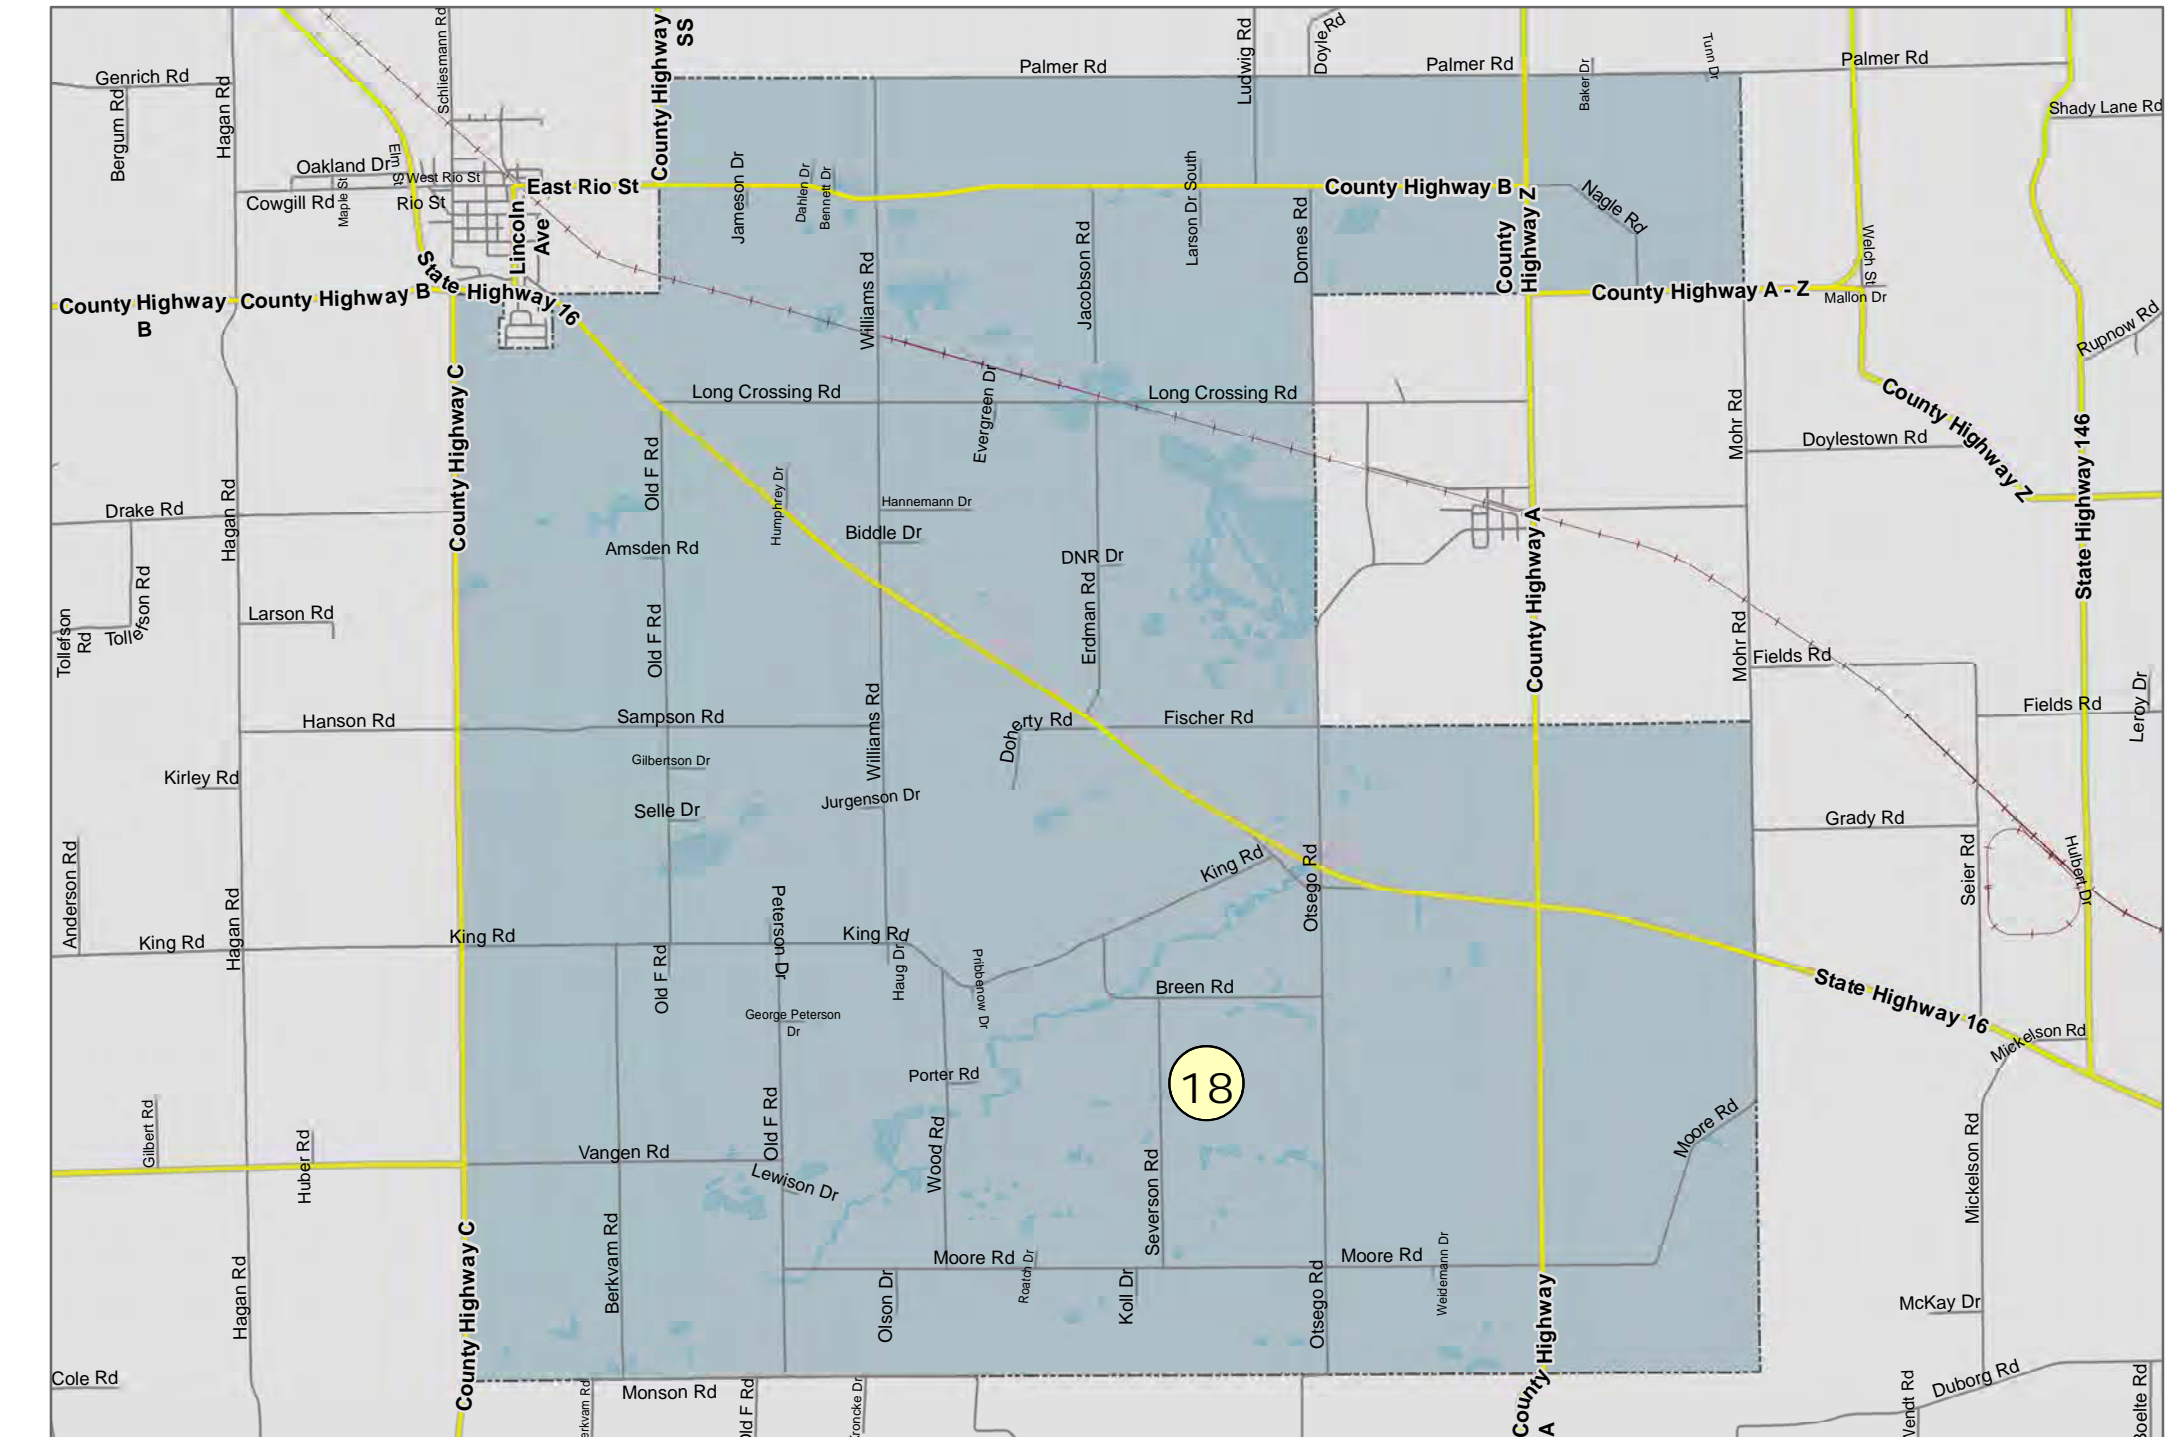 Schliesmann Rd
County Highway
SS
Ludwig Rd
Doyle Rd
Tunn Dr
Palmer Rd
Palmer Rd
Palmer Rd
Genrich Rd
Bergum Rd
Hagan Rd
Baker Dr
Shady Lane Rd
Oakland Dr
Elm St
West Rio St
Maple St
Cowgill Rd
Rio St
East Rio St
Lincoln
Ave
Jameson Dr
Dahlen Dr
Bennett Dr
Larson Dr South
County Highway B
Nagle Rd
County
Highway Z
Jacobson Rd
Domes Rd
Williams Rd
Welch St
State Highway 16
County Highway
B
County Highway B
County Highway A - Z
Mallon Dr
Rupnow Rd
County Highway C
Long Crossing Rd
Long Crossing Rd
Evergreen Dr
Mohr Rd
County Highway Z
State Highway 146
Doylestown Rd
Old F Rd
Humphrey Dr
Hannemann Dr
Biddle Dr
Drake Rd
Hagan Rd
Amsden Rd
DNR Dr
Erdman Rd
County Highway A
Tollefson
Rd
Tollefson Rd
Larson Rd
Old F Rd
Mohr Rd
Fields Rd
Fields Rd
Leroy Dr
Hanson Rd
Sampson Rd
Williams Rd
Doherty Rd
Fischer Rd
Gilbertson Dr
Kirley Rd
Jurgenson Dr
Selle Dr
Grady Rd
Seier Rd
Hulbert Dr
King Rd
Otsego Rd
Anderson Rd
Hagan Rd
King Rd
King Rd
King Rd
Peterson Dr
Old F Rd
Haug Dr
Pribbenow Dr
Breen Rd
State Highway 16
Mickelson Rd
George Peterson
Dr
Porter Rd
18
Gilbert Rd
Huber Rd
Old F Rd
Wood Rd
Vangen Rd
Lewison Dr
Severson Rd
Moore Rd
Mickelson Rd
County Highway C
Berkvam Rd
Hagan Rd
Moore Rd
Roatch Dr
Moore Rd
Weidemann Dr
Olson Dr
Koll Dr
Otsego Rd
County Highway
A
McKay Dr
Cole Rd
Monson Rd
Duborg Rd